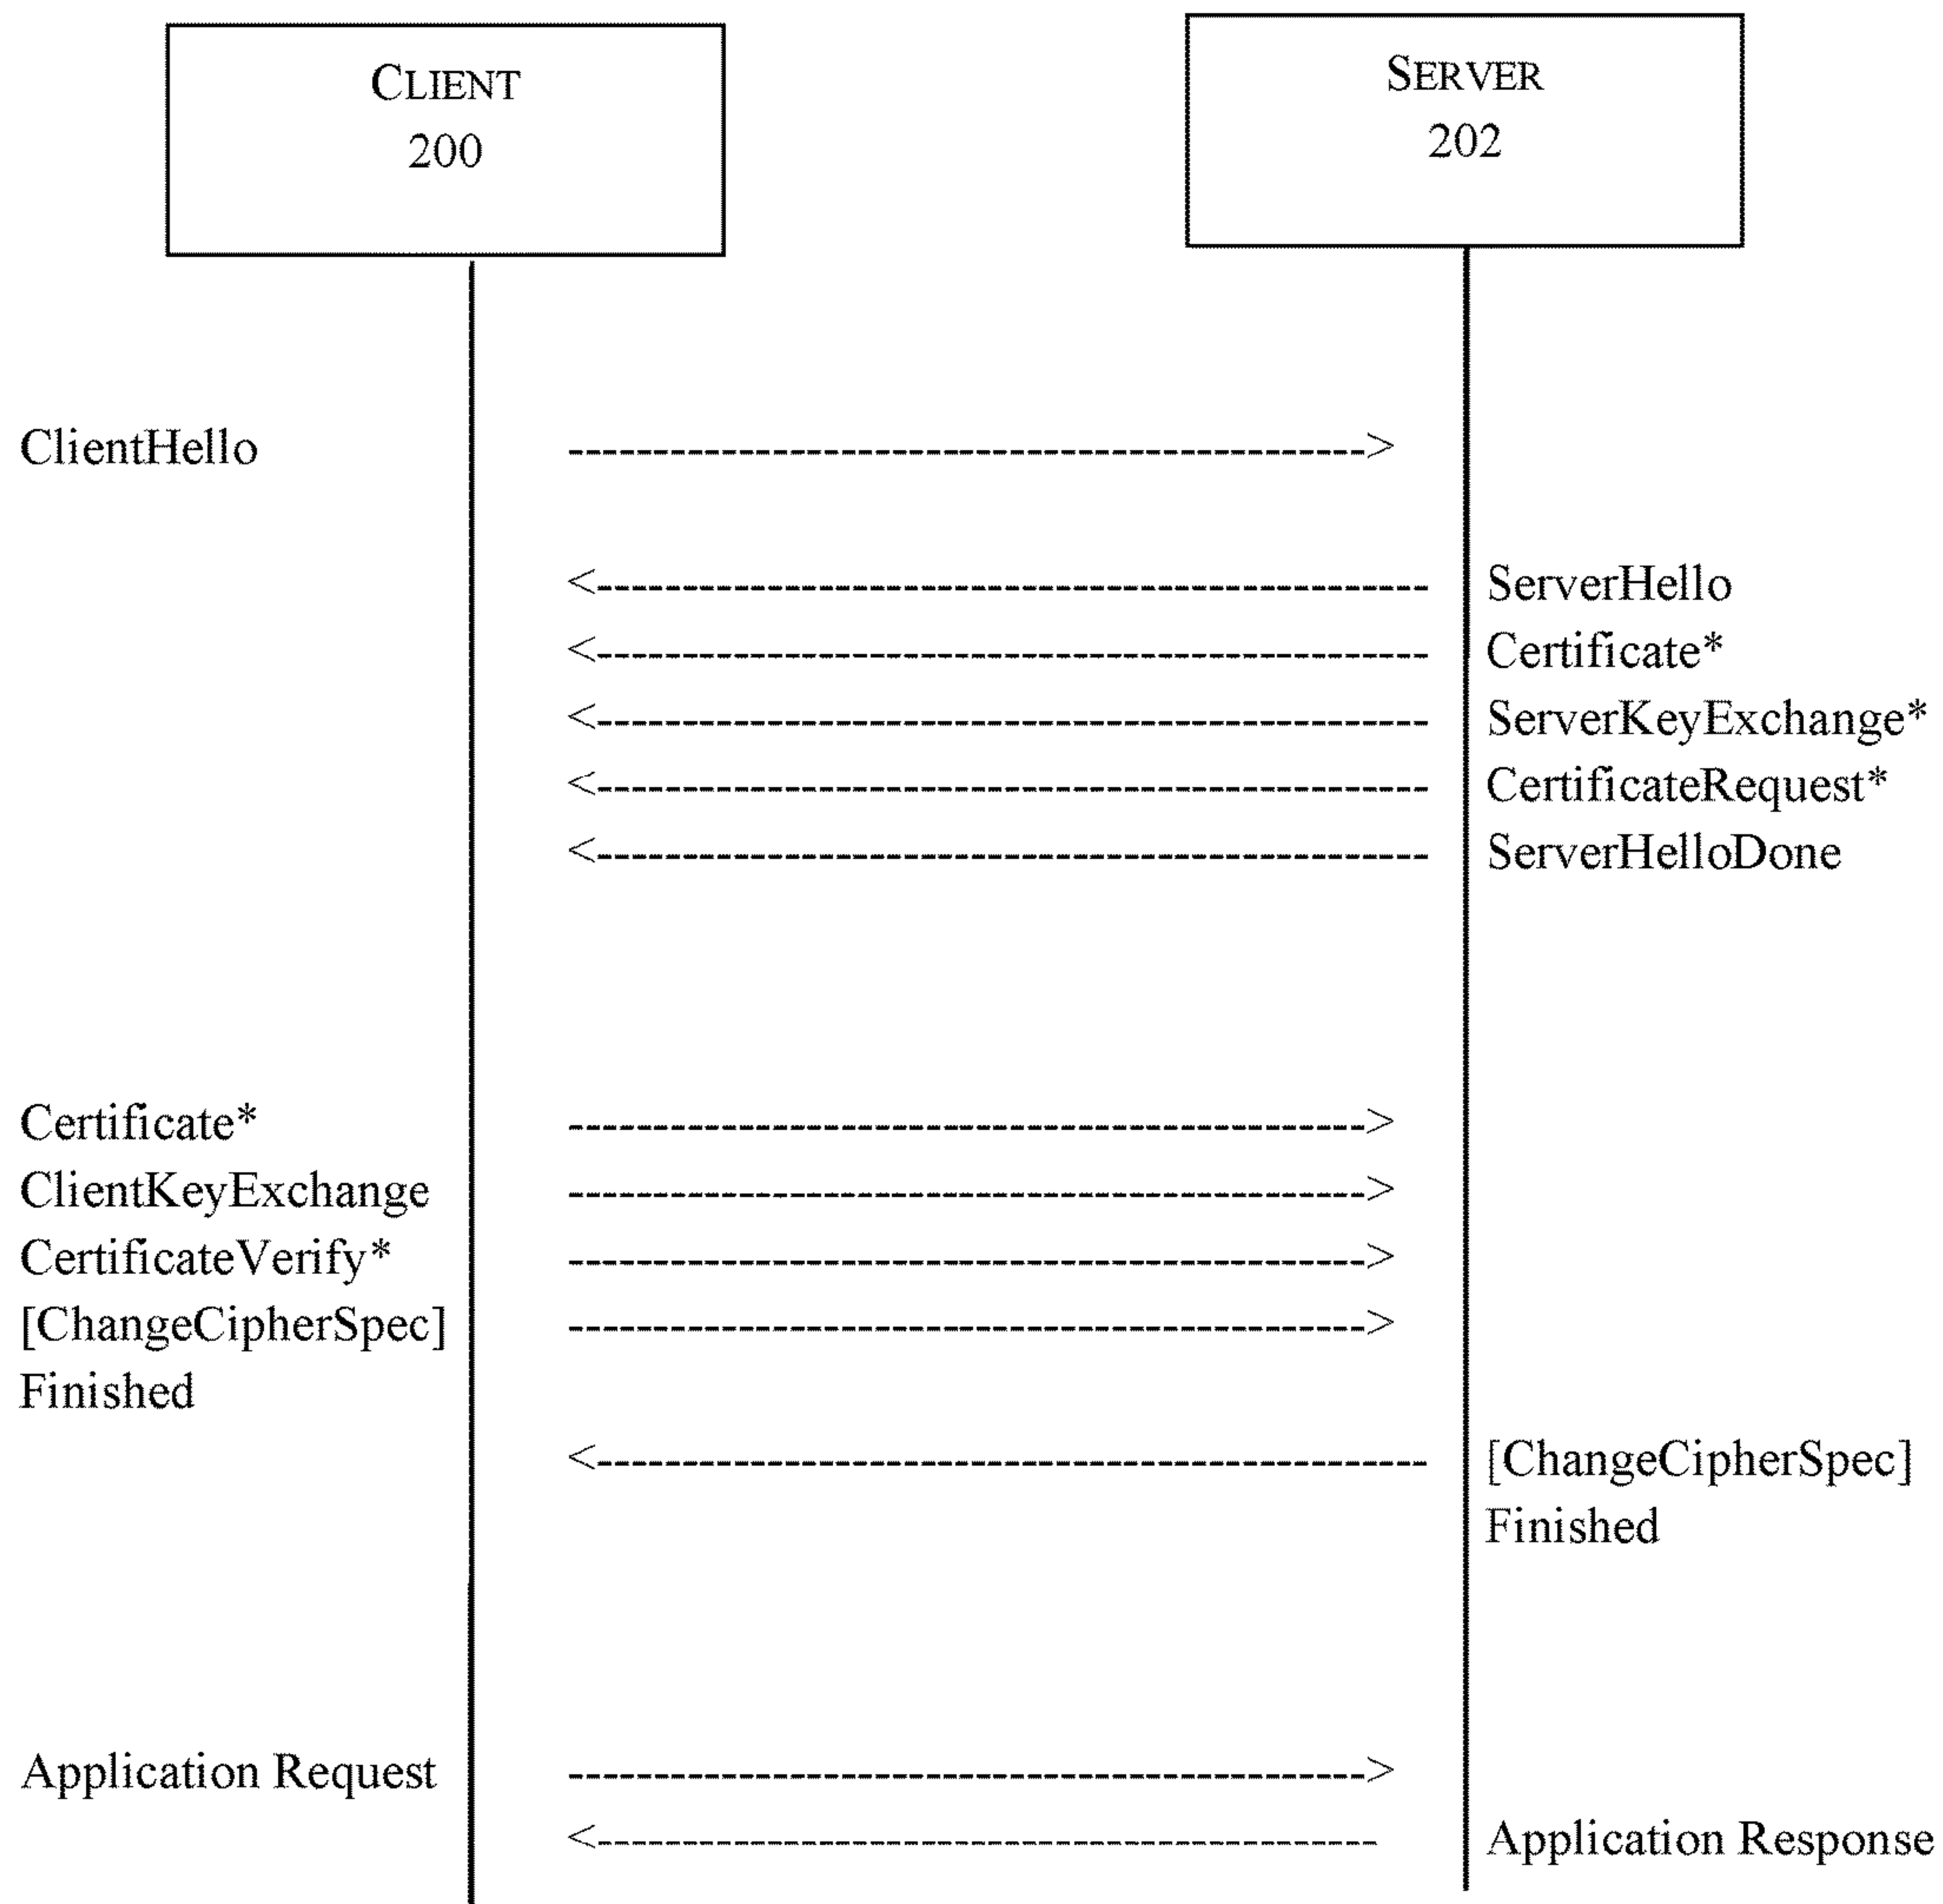 CLIENT
200
SERVER
202
ClientHello
ServerHello
Certificate*
ServerKeyExchange*
CertificateRequest*
ServerHelloDone
Certificate*
ClientKeyExchange
CertificateVerify*
[ChangeCipherSpec]
Finished
[ChangeCipherSpec]
Finished
Application Request
Application Response